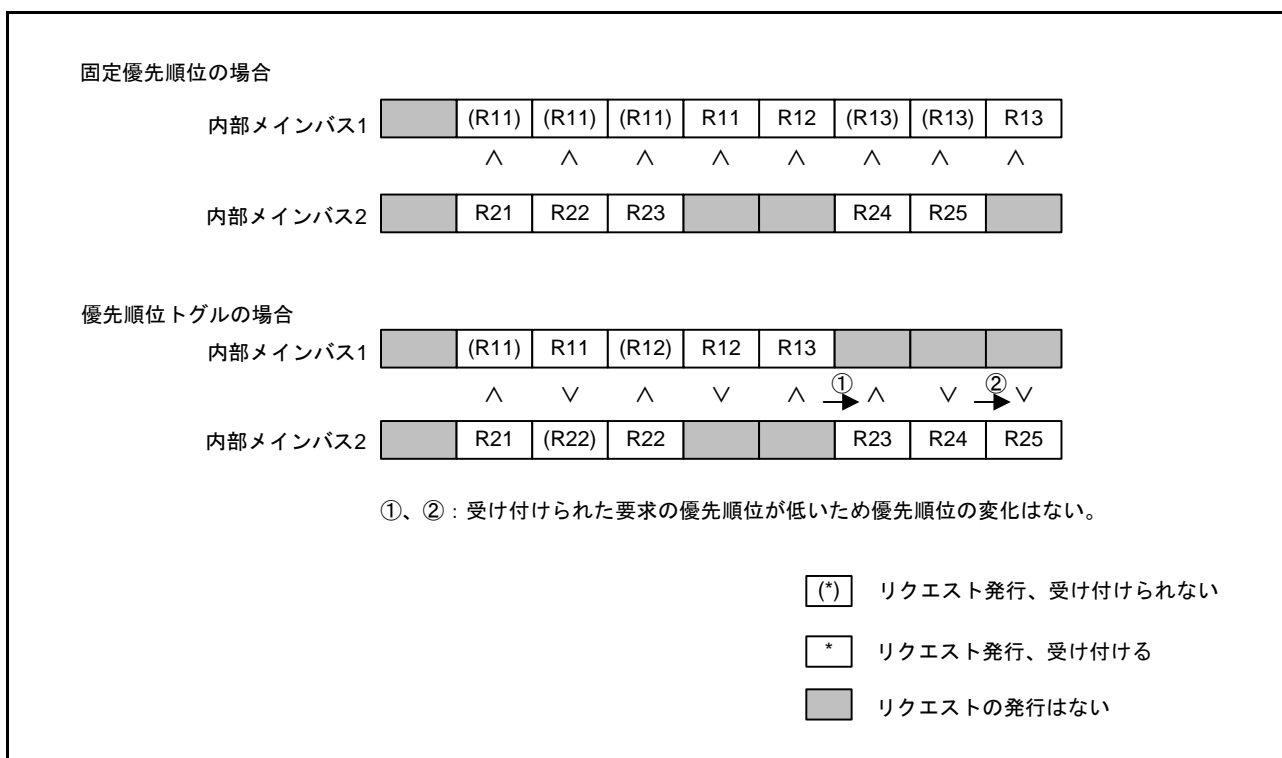 固定優先順位の場合
内部メインバス1 (R11) (R11) (R11) R11 R12 (R13) (R13) R13
∧ ∧ ∧ ∧ ∧ ∧ ∧ ∧
内部メインバス2 R21 R22 R23 R24 R25
優先順位トグルの場合
内部メインバス1 (R11) R11 (R12) R12 R13
∧ ∨ ∧ ∨ ∧ ① ∧ ∨ ② ∨
内部メインバス2 R21 (R22) R22 R23 R24 R25
①、②：受け付けられた要求の優先順位が低いため優先順位の変化はない。
(*) リクエスト発行、受け付けられない
* リクエスト発行、受け付ける
リクエストの発行はない